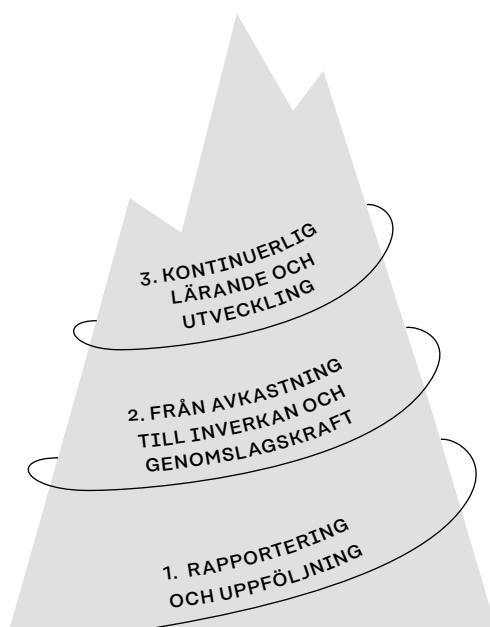 3. KONTINUERLIG
LÄRANDE OCH
UTVECKLING
2. FRÅN AVKASTNING
TILL INVERKAN OCH
GENOMSLAGSKRAFT
1. RAPPORTERING
OCH UPPFÖLJNING